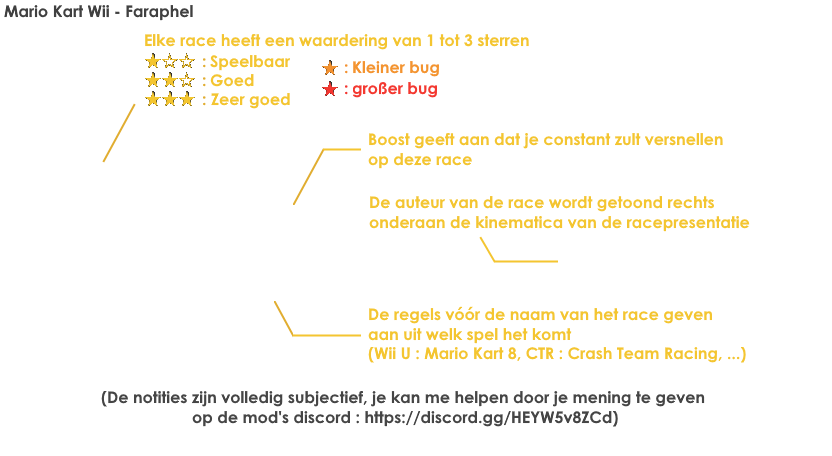 Mario Kart Wii - Faraphel
Elke race heeft een waardering van 1 tot 3 sterren
: Speelbaar
: Goed
: Zeer goed
: Kleiner bug
: großer bug
Boost geeft aan dat je constant zult versnellen
op deze race
De auteur van de race wordt getoond rechts
onderaan de kinematica van de racepresentatie
De regels vóór de naam van het race geven
aan uit welk spel het komt
(Wii U : Mario Kart 8, CTR : Crash Team Racing, ...)
(De notities zijn volledig subjectief, je kan me helpen door je mening te geven
op de mod's discord : https://discord.gg/HEYW5v8ZCd)